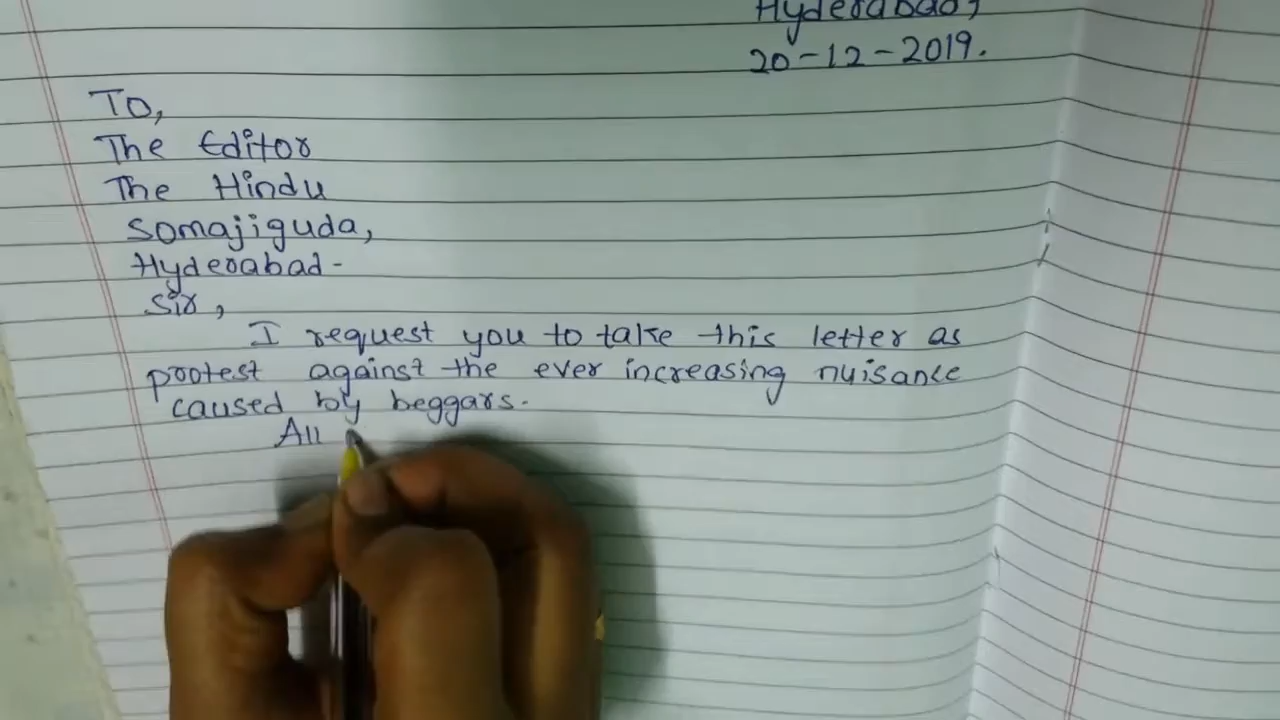 Hyderabad,
20-12-2019.
To,
The Editor
The Hindu
Somajiguda,
Hyderabad-
Sir,
I request you to take this letter as
protest against the ever increasing nuisance
caused by beggars.
All